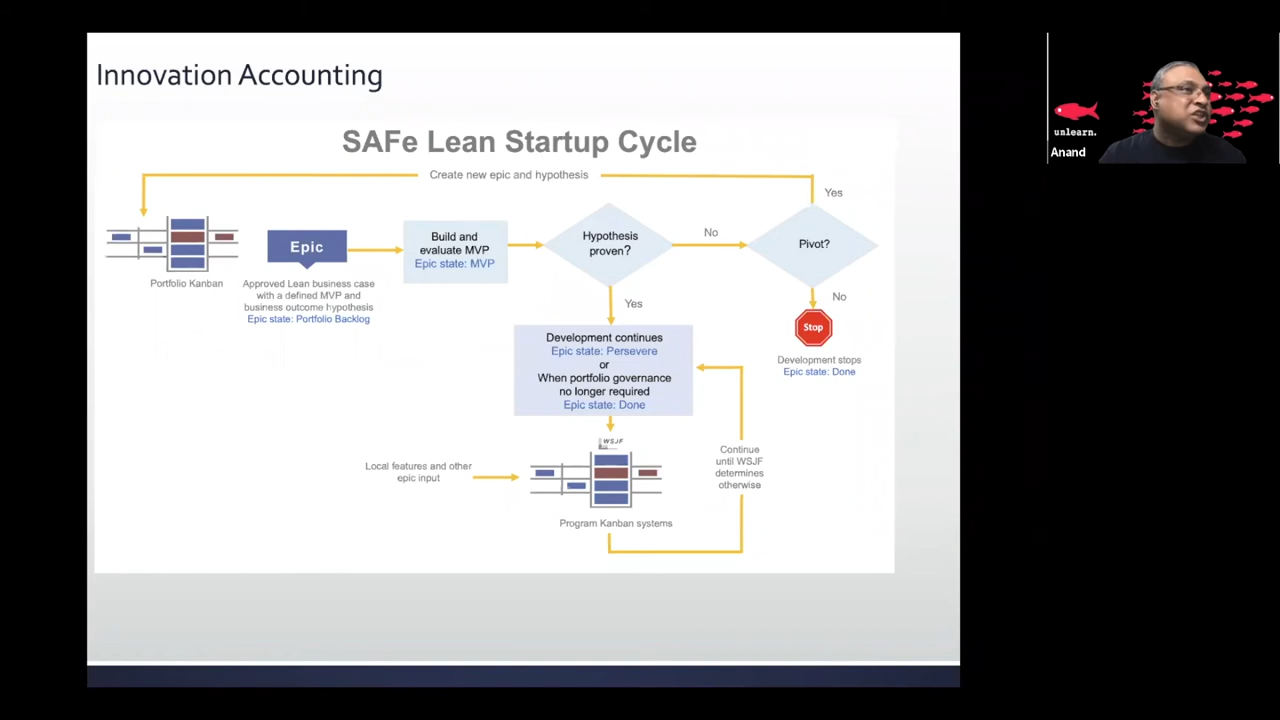 Innovation Accounting
SAFe Lean Startup Cycle
Create new epic and hypothesis
Yes
Portfolio Kanban
Epic
Approved Lean business case
with a defined MVP and
business outcome hypothesis
Epic state: Portfolio Backlog
Build and
evaluate MVP
Epic state: MVP
Hypothesis
proven?
No
Pivot?
Yes
No
Stop
Development stops
Epic state: Done
Development continues
Epic state: Persevere
or
When portfolio governance
no longer required
Epic state: Done
WSJF
Local features and other
epic input
Program Kanban systems
Continue
until WSJF
determines
otherwise
unlearn.
Anand